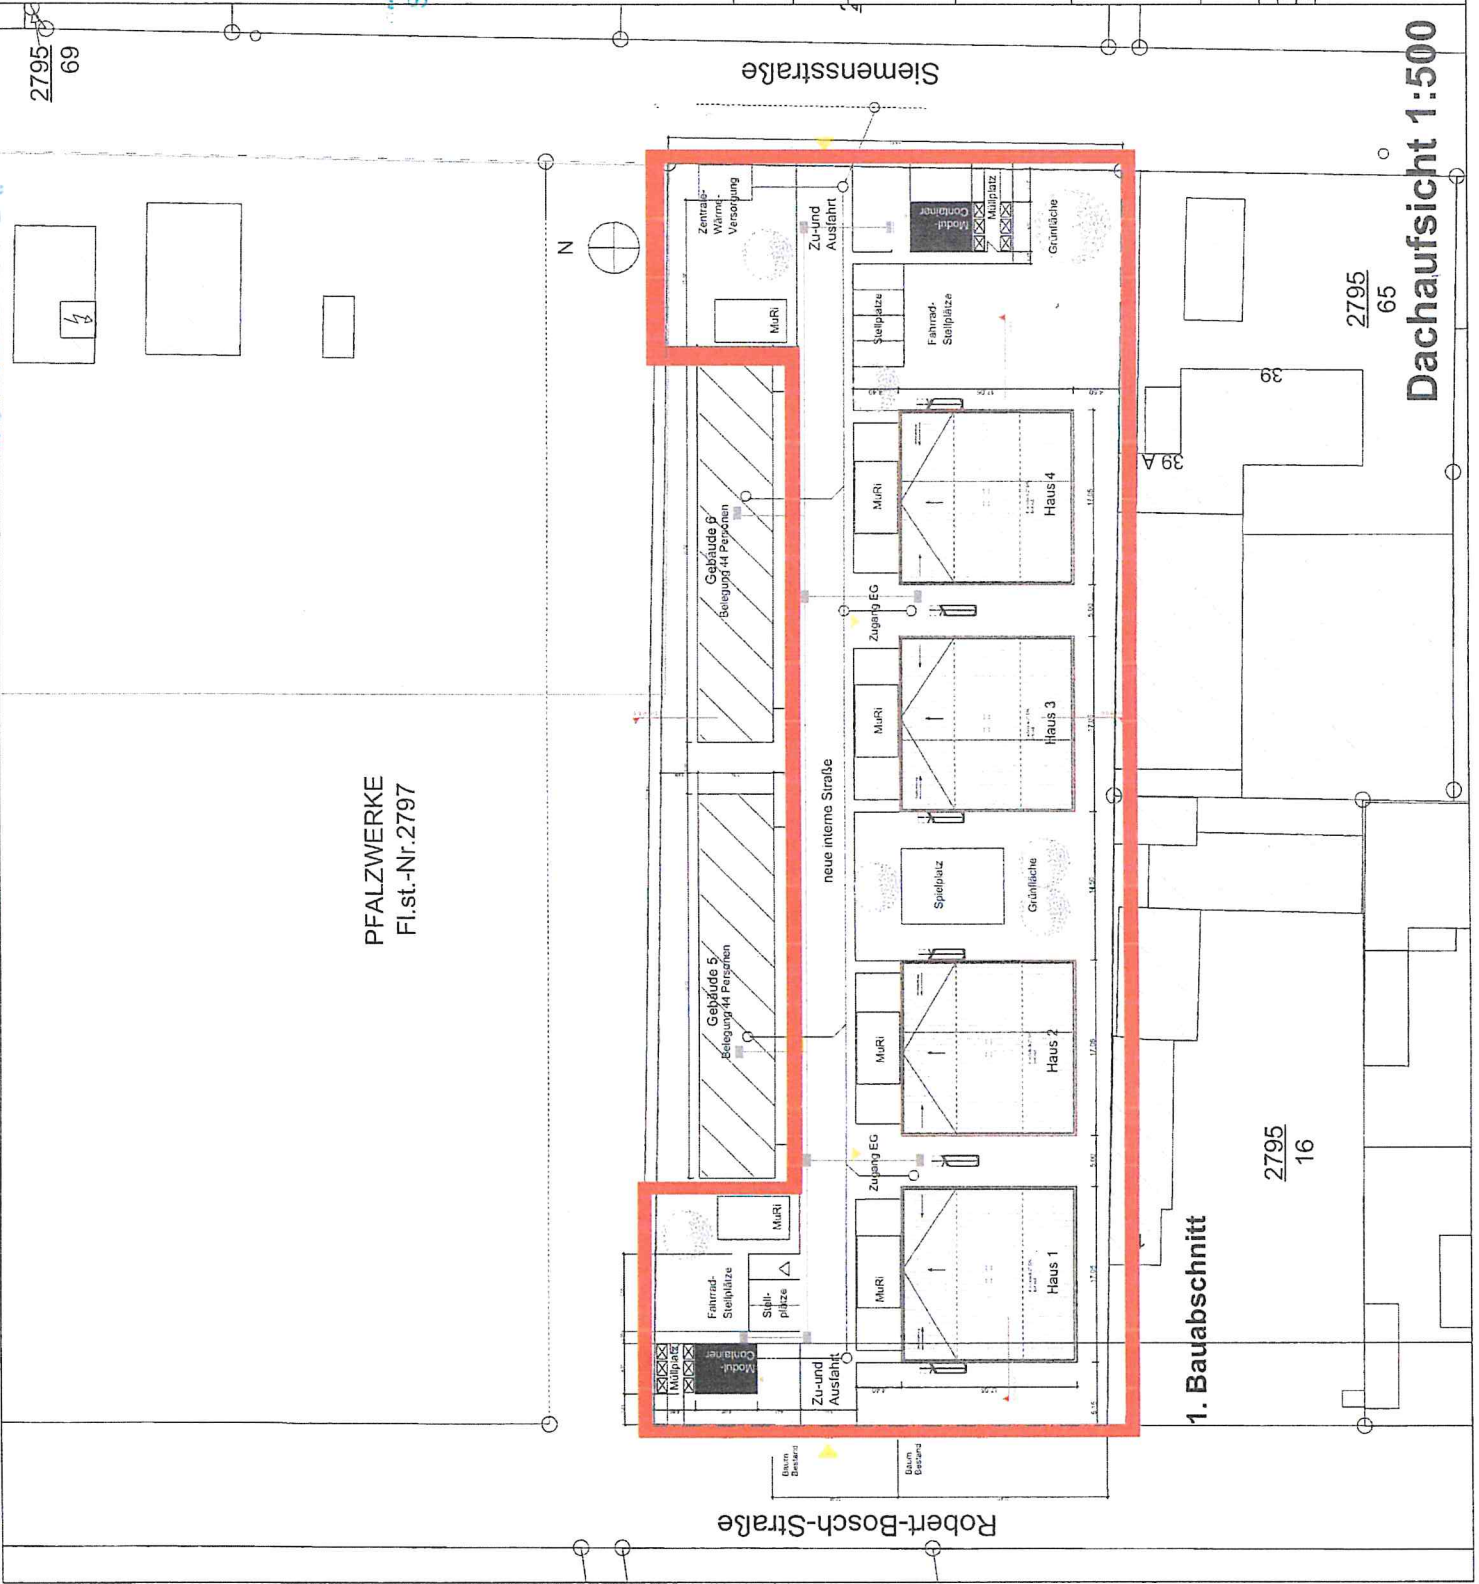 Dachaufsicht 1:500
1. Bauabschnitt
PFALZWERKE
Fl.st.-Nr.2797
2795
69
2795
65
2795
16
39
39 A
N
Siemensstraße
Robert-Bosch-Straße
Gebäude 5
Belegung 44 Personen
Gebäude 6
Belegung 44 Personen
Müllplatz
Modul-
Container
Fahrrad-
Stellplätze
Stell-
plätze
MuRi
MuRi
Zentrale-
Wärme-
Versorgung
Zu-und
Ausfahrt
neue interne Straße
Zu-und
Ausfahrt
Baum
Bestand
Baum
Bestand
MuRi
Zugang EG
MuRi
MuRi
Zugang EG
MuRi
Stellplätze
Fahrrad-
Stellplätze
Modul-
Container
Müllplatz
Grünfläche
Spielplatz
Grünfläche
Haus 1
Haus 2
Haus 3
Haus 4